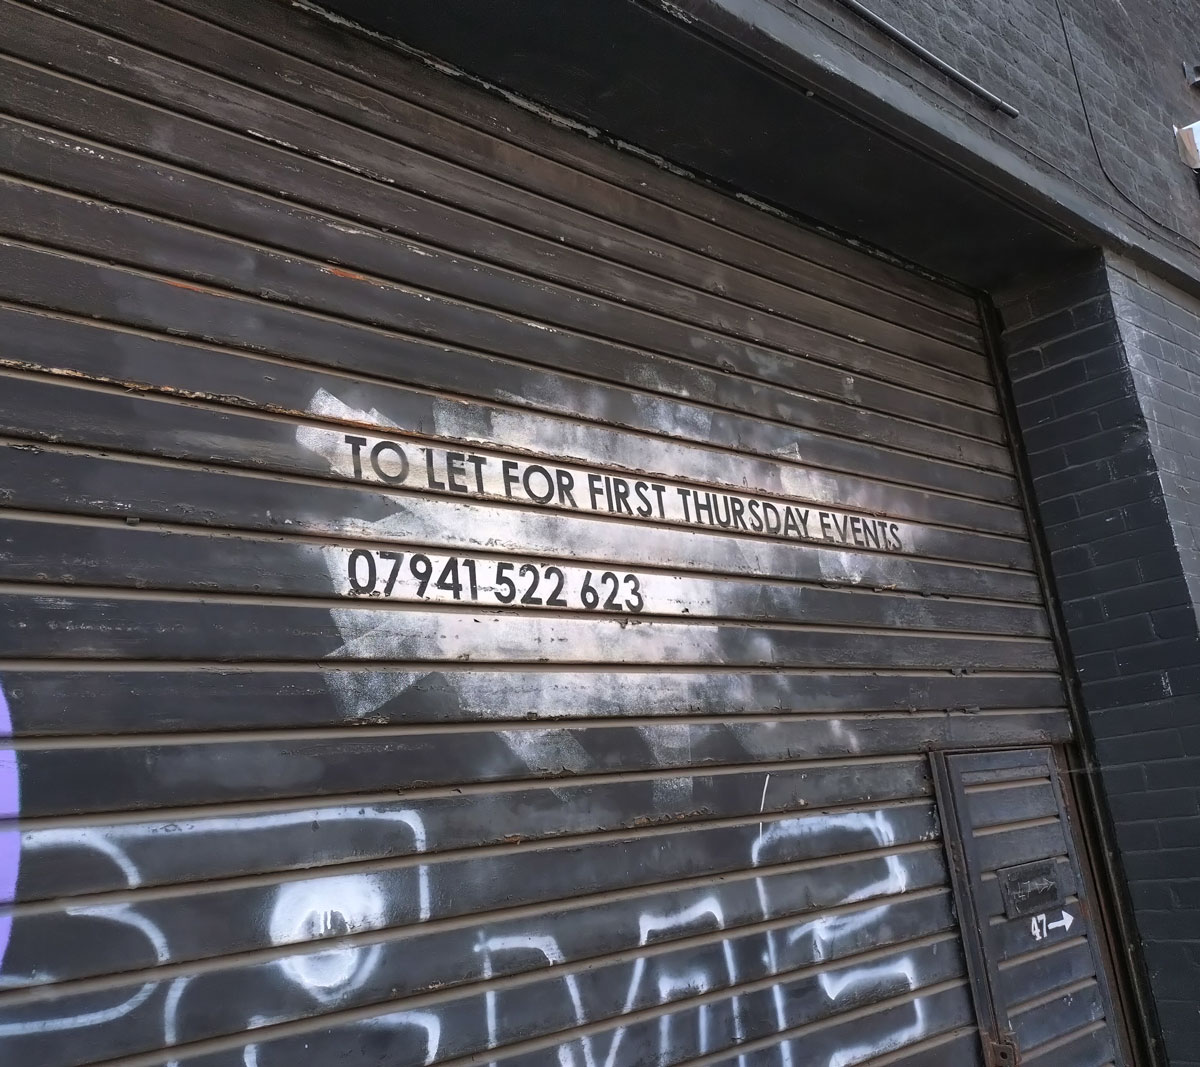 TO LET FOR FIRST THURSDAY EVENTS
07941 522 623
47→